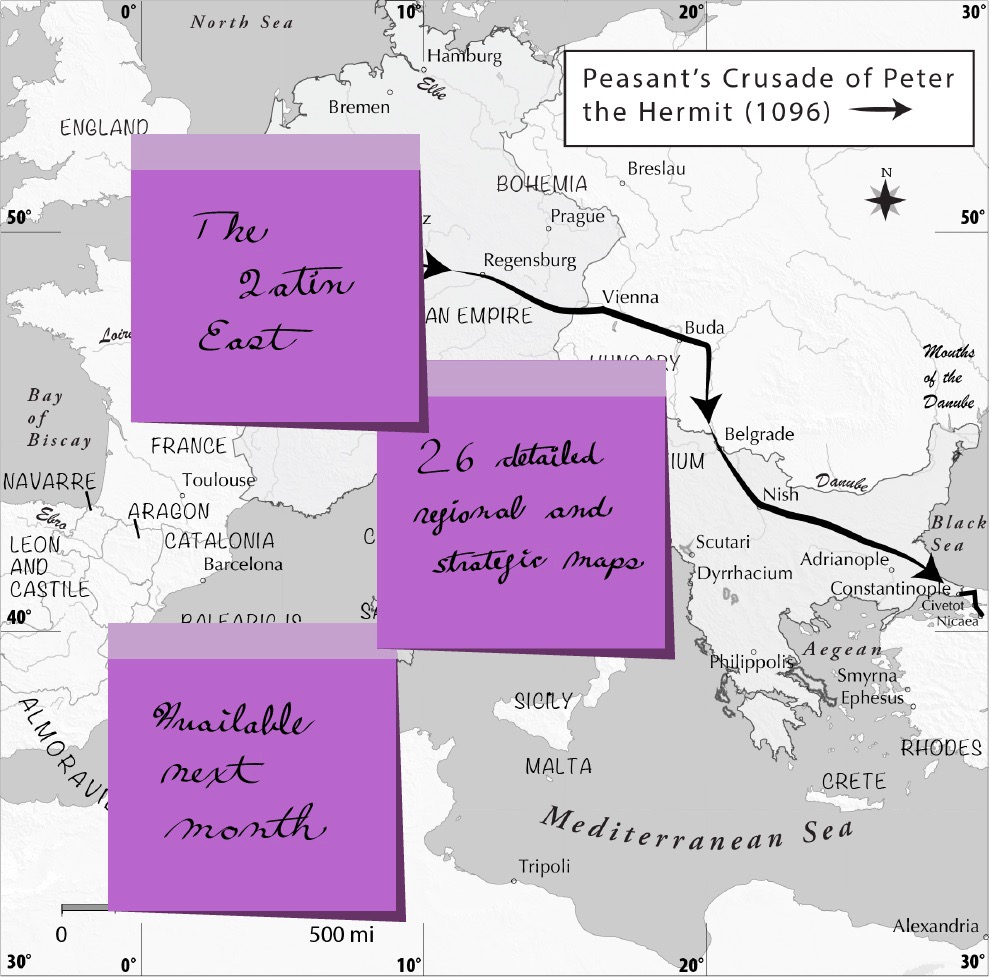 0°
North Sea
10°
20°
30°
Hamburg
Elbe
Bremen
Peasant's Crusade of Peter
the Hermit (1096)
ENGLAND
Breslau
N
BOHEMIA
50°
Prague
50°
z
The
Latin
East
Regensburg
Vienna
AN EMPIRE
Buda
Loire
HUNGARY
Mouths
of the
Danube
Bay
of
Biscay
FRANCE
Belgrade
26 detailed
regional and
strategic maps
IUM
NAVARRE
Toulouse
Danube
Nish
Ebro
ARAGON
Black
Sea
LEON
AND
CASTILE
CATALONIA
C
Scutari
Adrianople
Barcelona
Dyrrhacium
Constantinople
Civetot
Nicaea
40°
BALEARIC IS
SA
Aegean
Philippolis
Smyrna
Ephesus
SICILY
ALMORAVI
Available
next
month
RHODES
MALTA
CRETE
Mediterranean Sea
Tripoli
Alexandria
0
500 mi
30°
0°
10°
20°
30°